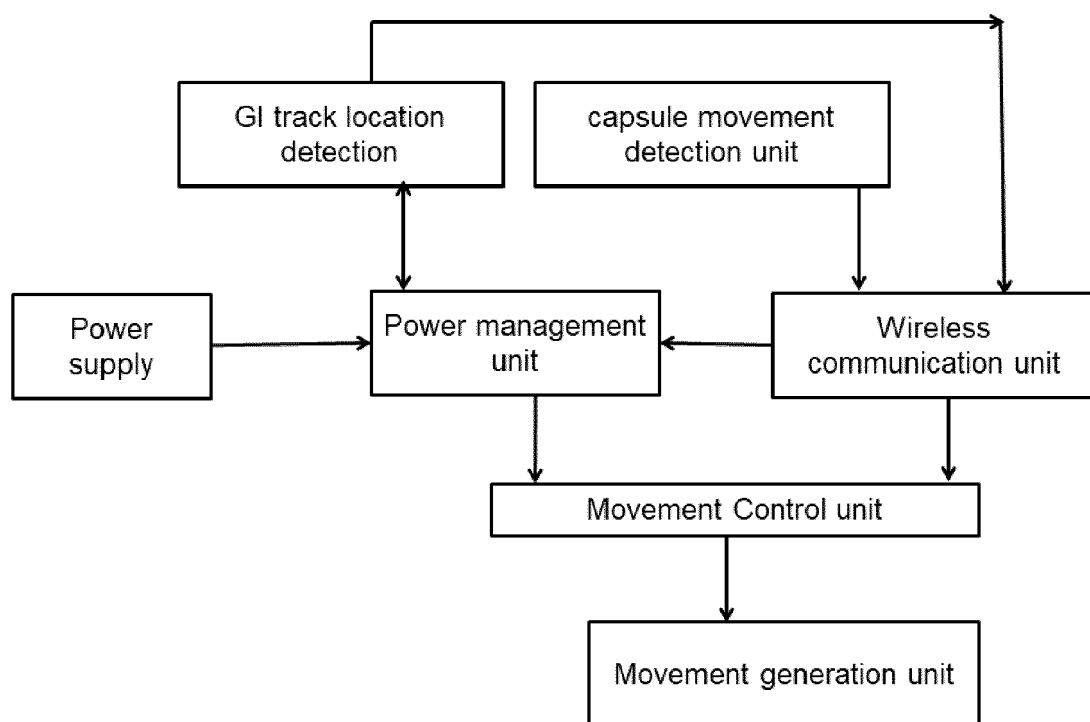 GI track location
detection
capsule movement
detection unit
Power
supply
Power management
unit
Wireless
communication unit
Movement Control unit
Movement generation unit